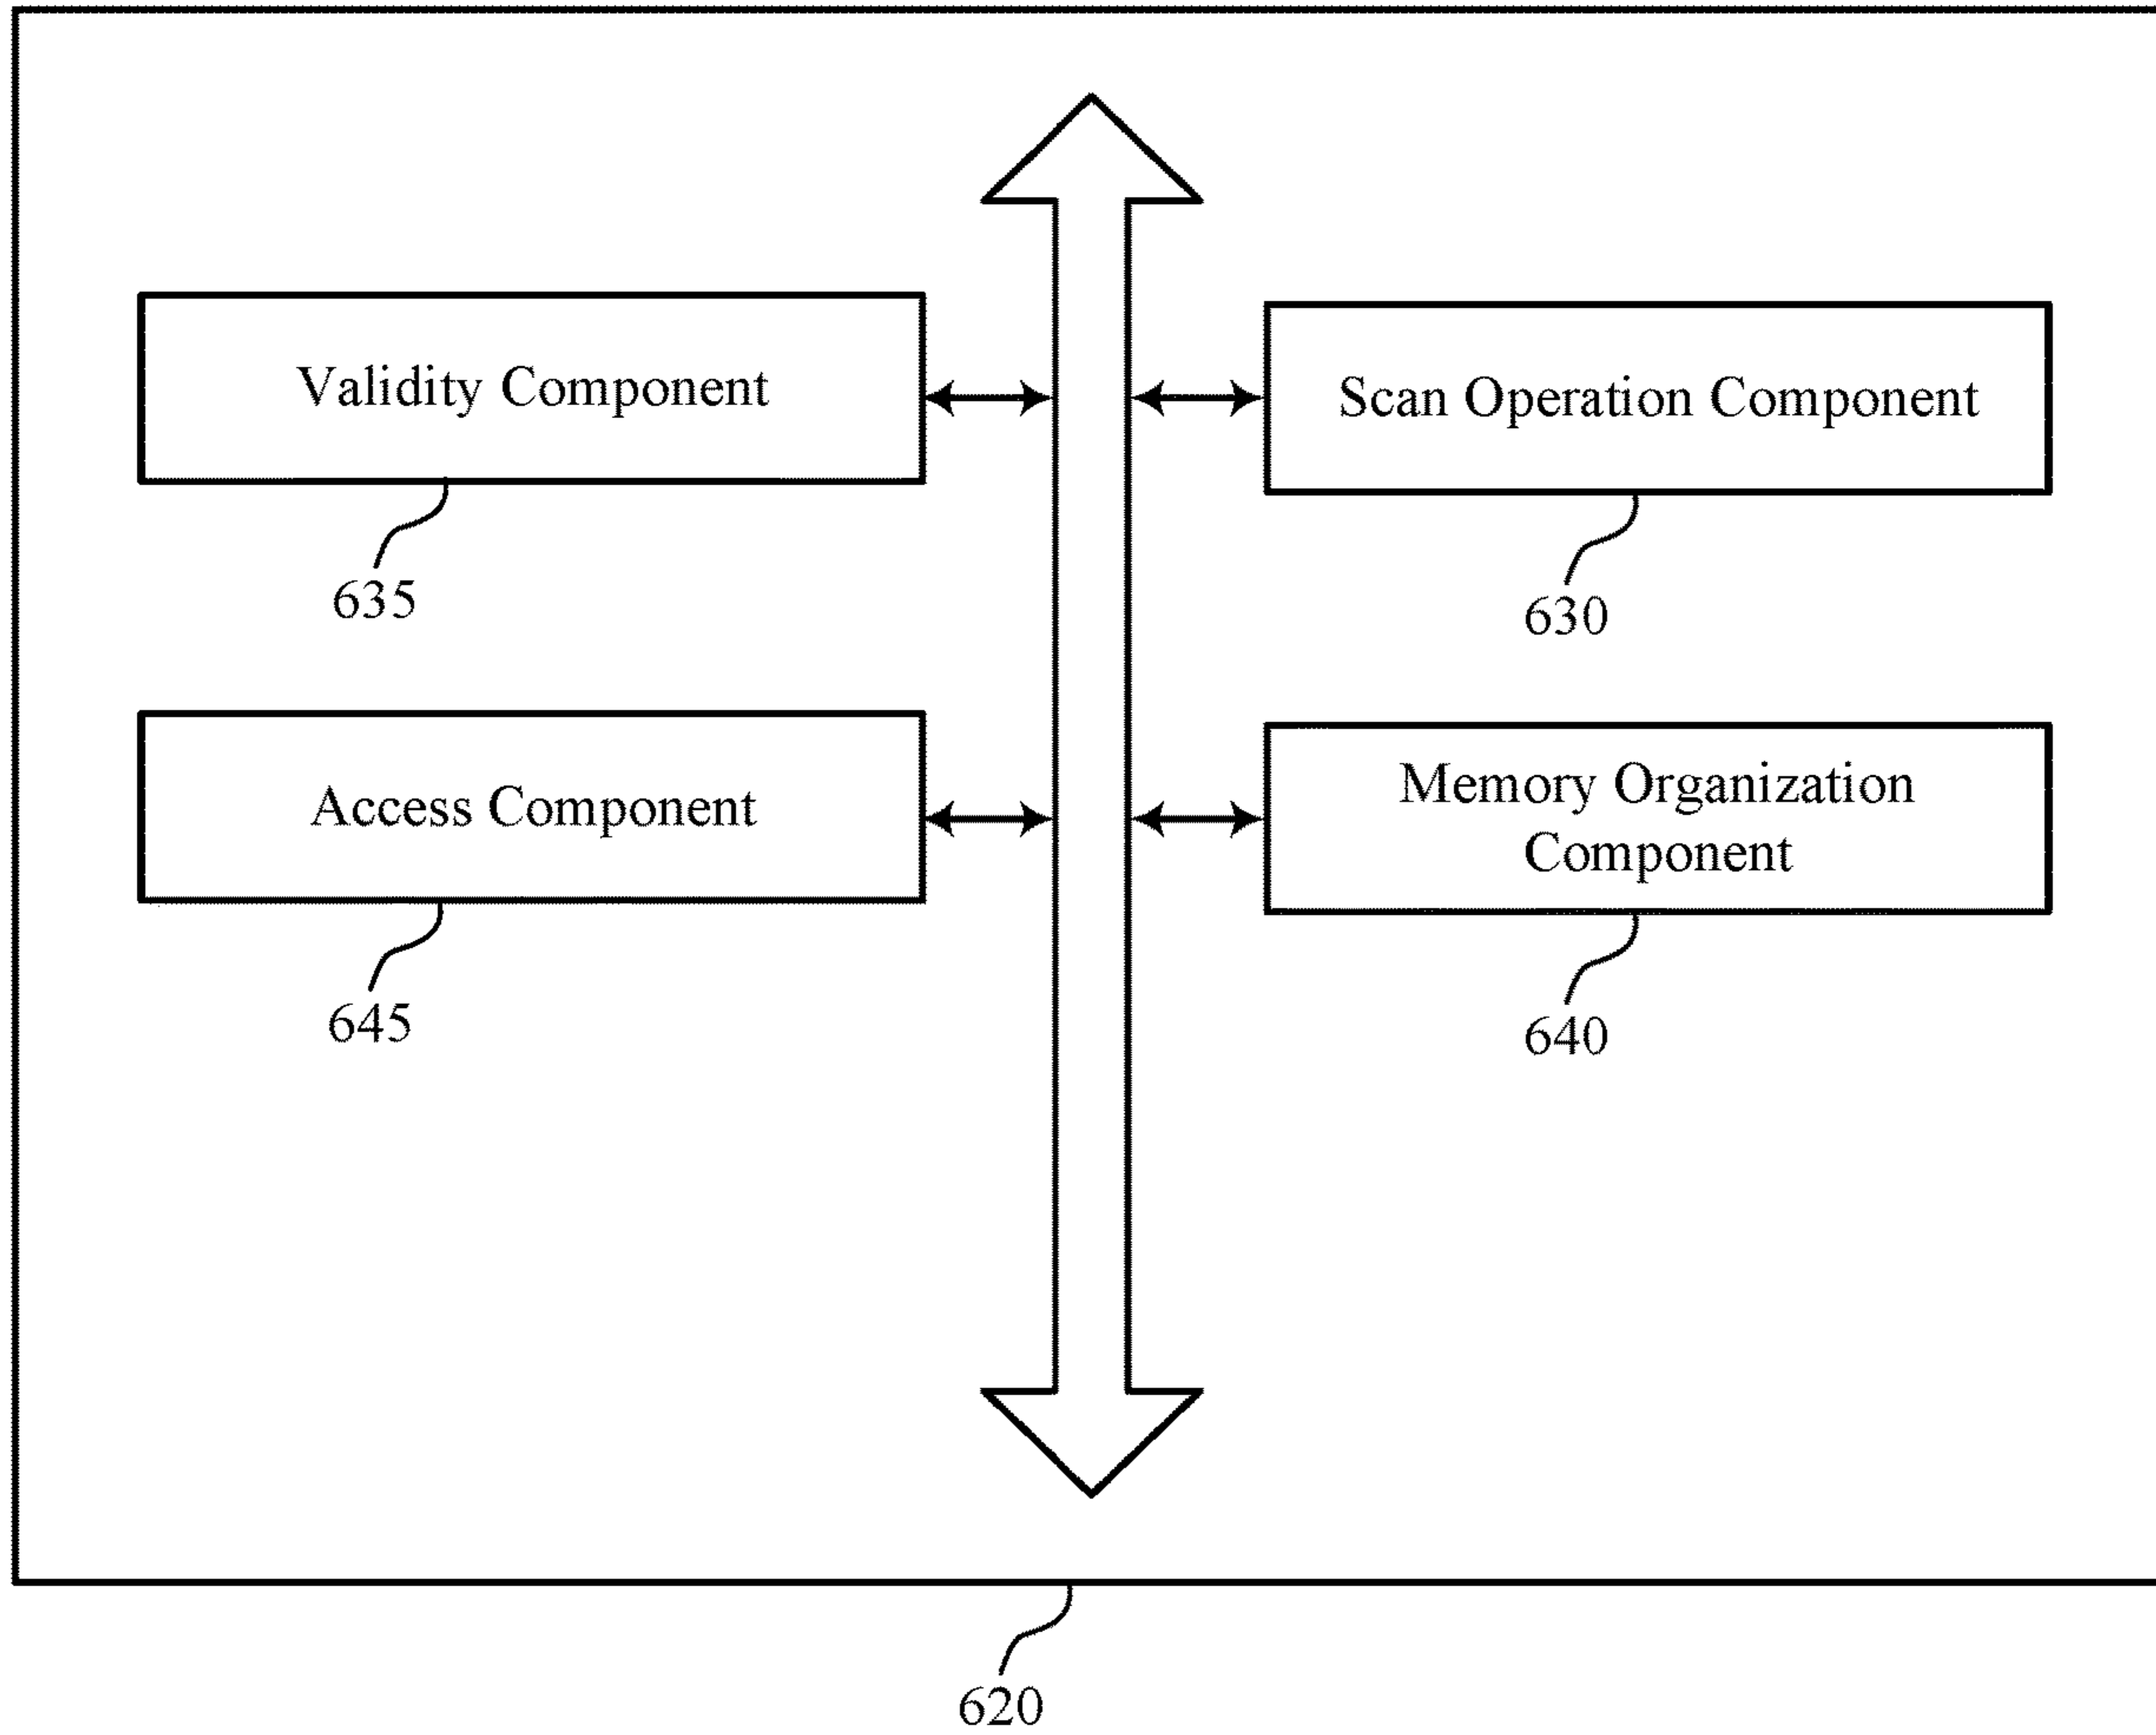 Validity Component
635
Scan Operation Component
630
Access Component
645
Memory Organization
Component
640
620